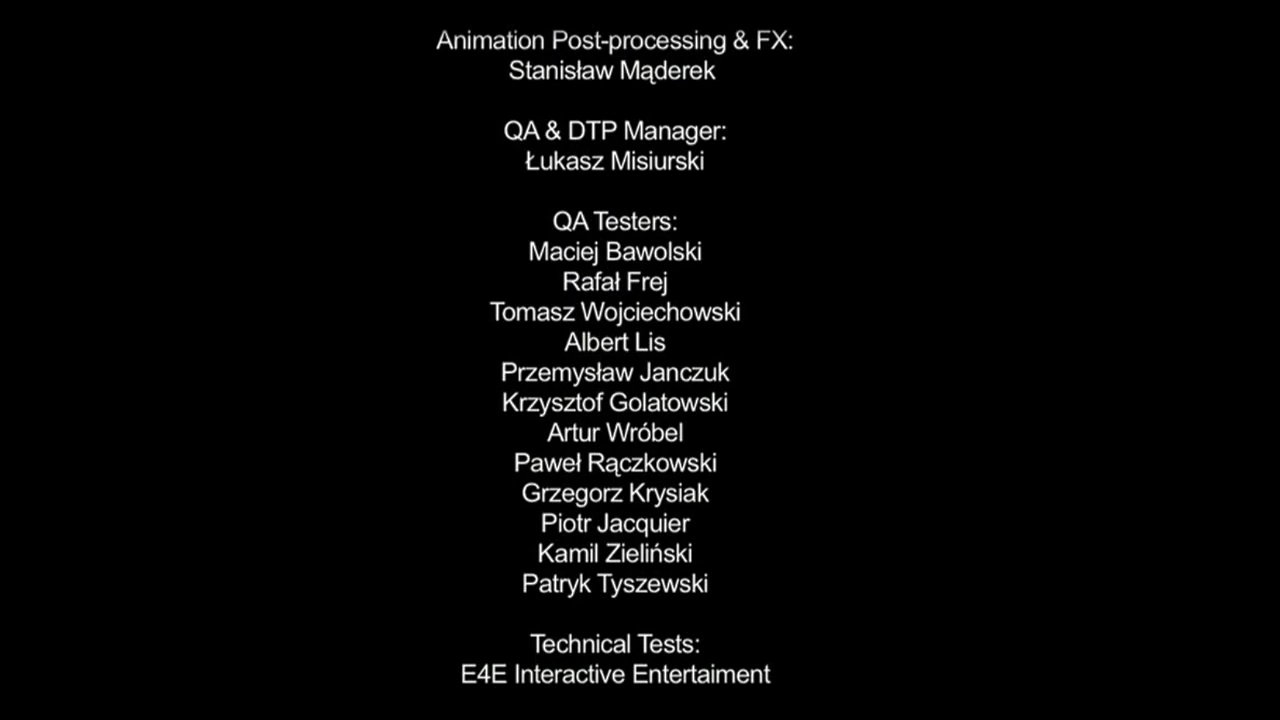 Animation Post-processing & FX:
Stanisław Mąderek
QA & DTP Manager:
Łukasz Misiurski
QA Testers:
Maciej Bawolski
Rafał Frej
Tomasz Wojciechowski
Albert Lis
Przemysław Janczuk
Krzysztof Golatowski
Artur Wróbel
Paweł Rączkowski
Grzegorz Krysiak
Piotr Jacquier
Kamil Zieliński
Patryk Tyszewski
Technical Tests:
E4E Interactive Entertaiment